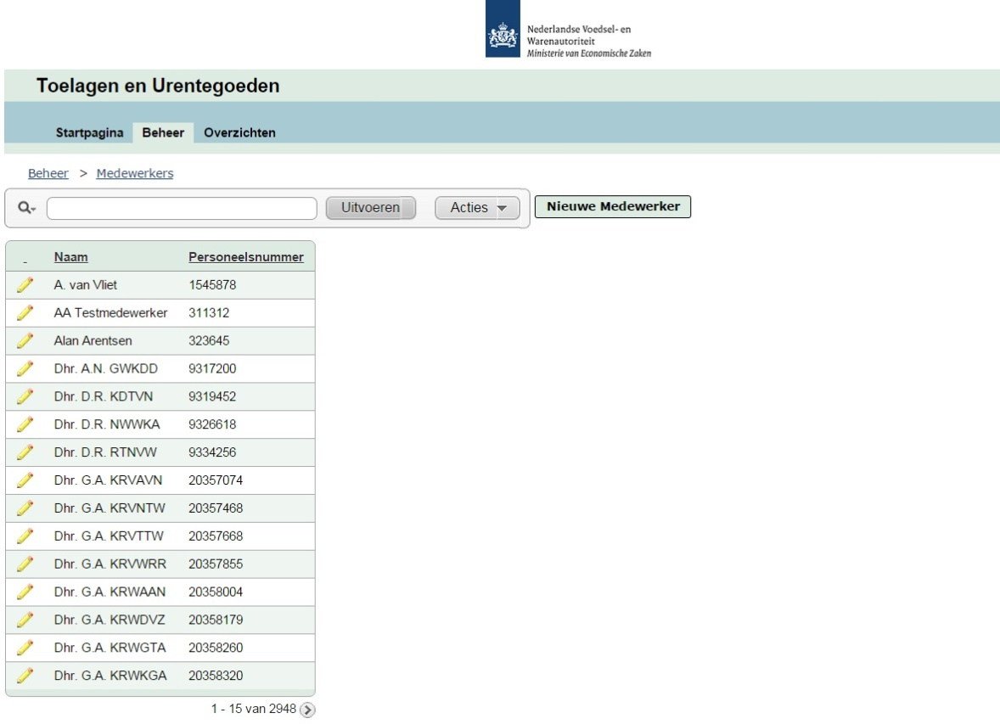 Nederlandse Voedsel- en
Warenautoriteit
Ministerie van Economische Zaken
Toelagen en Urentegoeden
Startpagina Beheer Overzichten
Beheer > Medewerkers
Uitvoeren Acties Nieuwe Medewerker
Naam Personeelsnummer
A. van Vliet 1545878
AA Testmedewerker 311312
Alan Arentsen 323645
Dhr. A.N. GWKDD 9317200
Dhr. D.R. KDTVN 9319452
Dhr. D.R. NWWKA 9326618
Dhr. D.R. RTNVW 9334256
Dhr. G.A. KRVAVN 20357074
Dhr. G.A. KRVNTW 20357468
Dhr. G.A. KRVTTW 20357668
Dhr. G.A. KRVWRR 20357855
Dhr. G.A. KRWAAN 20358004
Dhr. G.A. KRWDVZ 20358179
Dhr. G.A. KRWGTA 20358260
Dhr. G.A. KRWKGA 20358320
1 - 15 van 2948